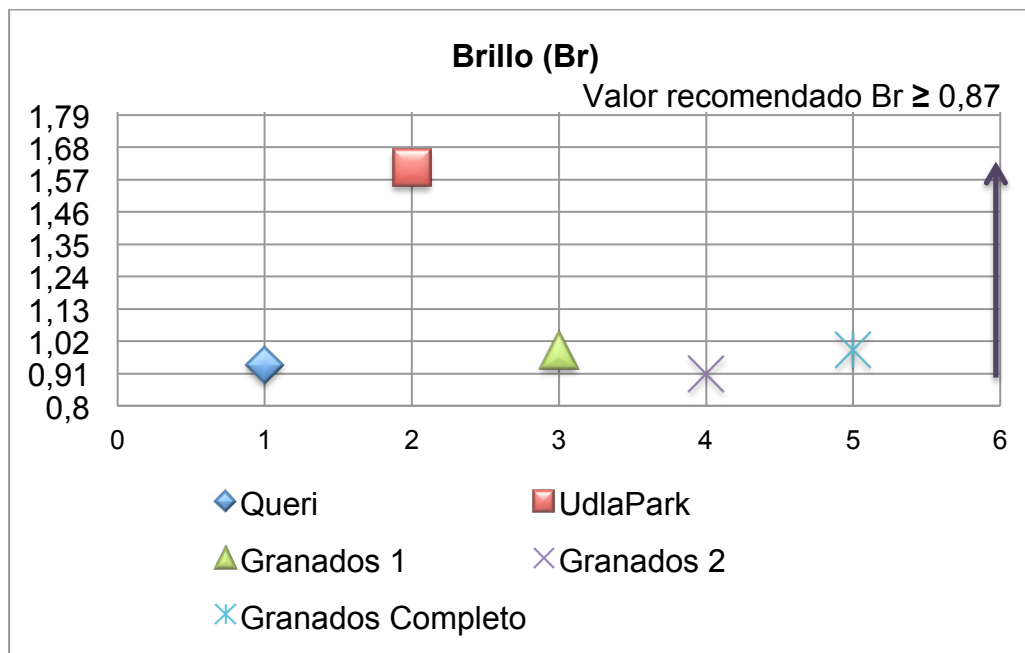 Brillo (Br)
Valor recomendado Br ≥ 0,87
1,79
1,68
1,57
1,46
1,35
1,24
1,13
1,02
0,91
0,8
0 1 2 3 4 5 6
Queri UdlaPark
Granados 1 Granados 2
Granados Completo